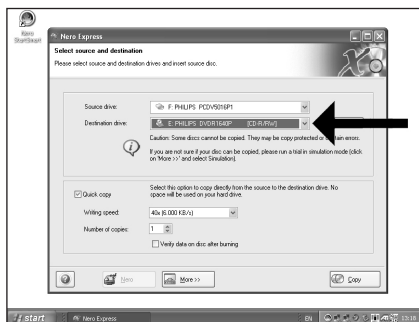 Nero
StartSmart
Nero Express
Select source and destination
Please select source and destination drives and insert source disc.
Source drive:
F: PHILIPS PCDV5016P1
Destination drive:
E: PHILIPS DVDR1640P [CD-R/RW]
Caution: Some discs cannot be copied. They may be copy protected or contain errors.
If you are not sure if your disc can be copied, please run a trial in simulation mode (click
on 'More >>' and select Simulation).
Quick copy
Select this option to copy directly from the source to the destination drive. No
space will be used on your hard drive.
Writing speed:
40x (6.000 KB/s)
Number of copies:
1
Verify data on disc after burning
Nero
More >>
Copy
start
Nero Express
EN
13:16